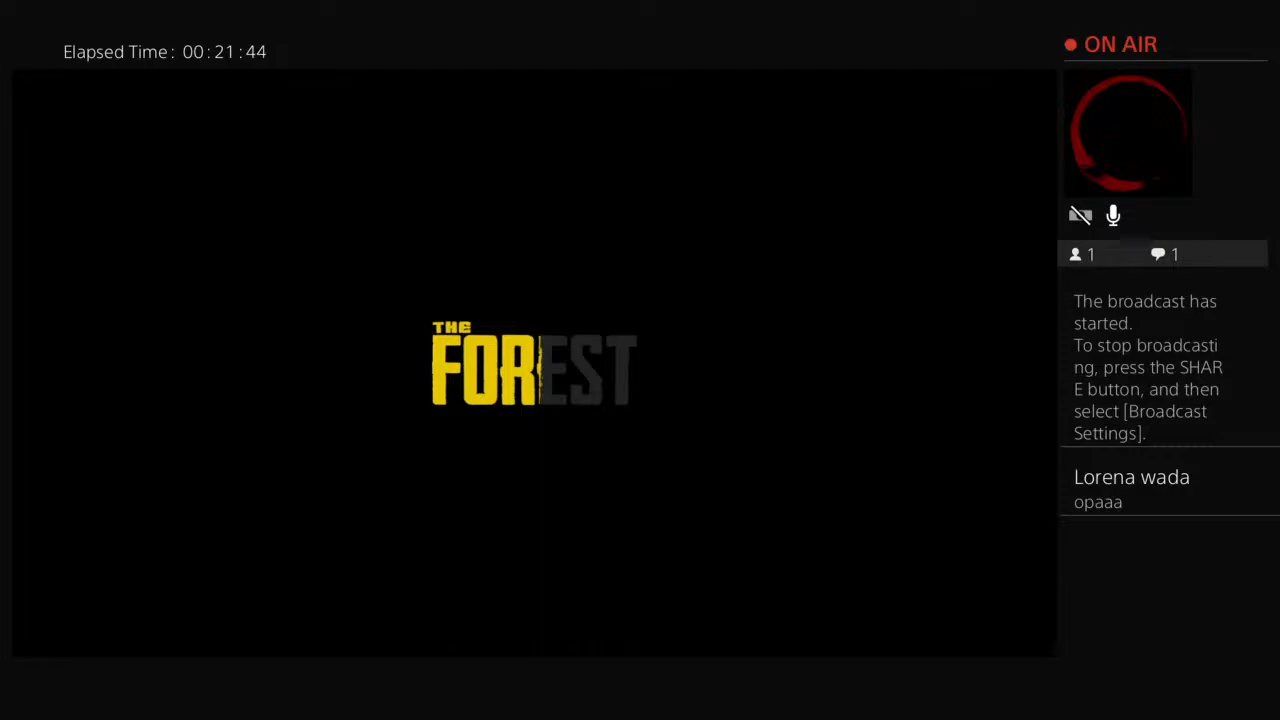 Elapsed Time: 00:21:44
ON AIR
THE
FOREST
1 1
The broadcast has
started.
To stop broadcasti
ng, press the SHAR
E button, and then
select [Broadcast
Settings].
Lorena wada
opaaa